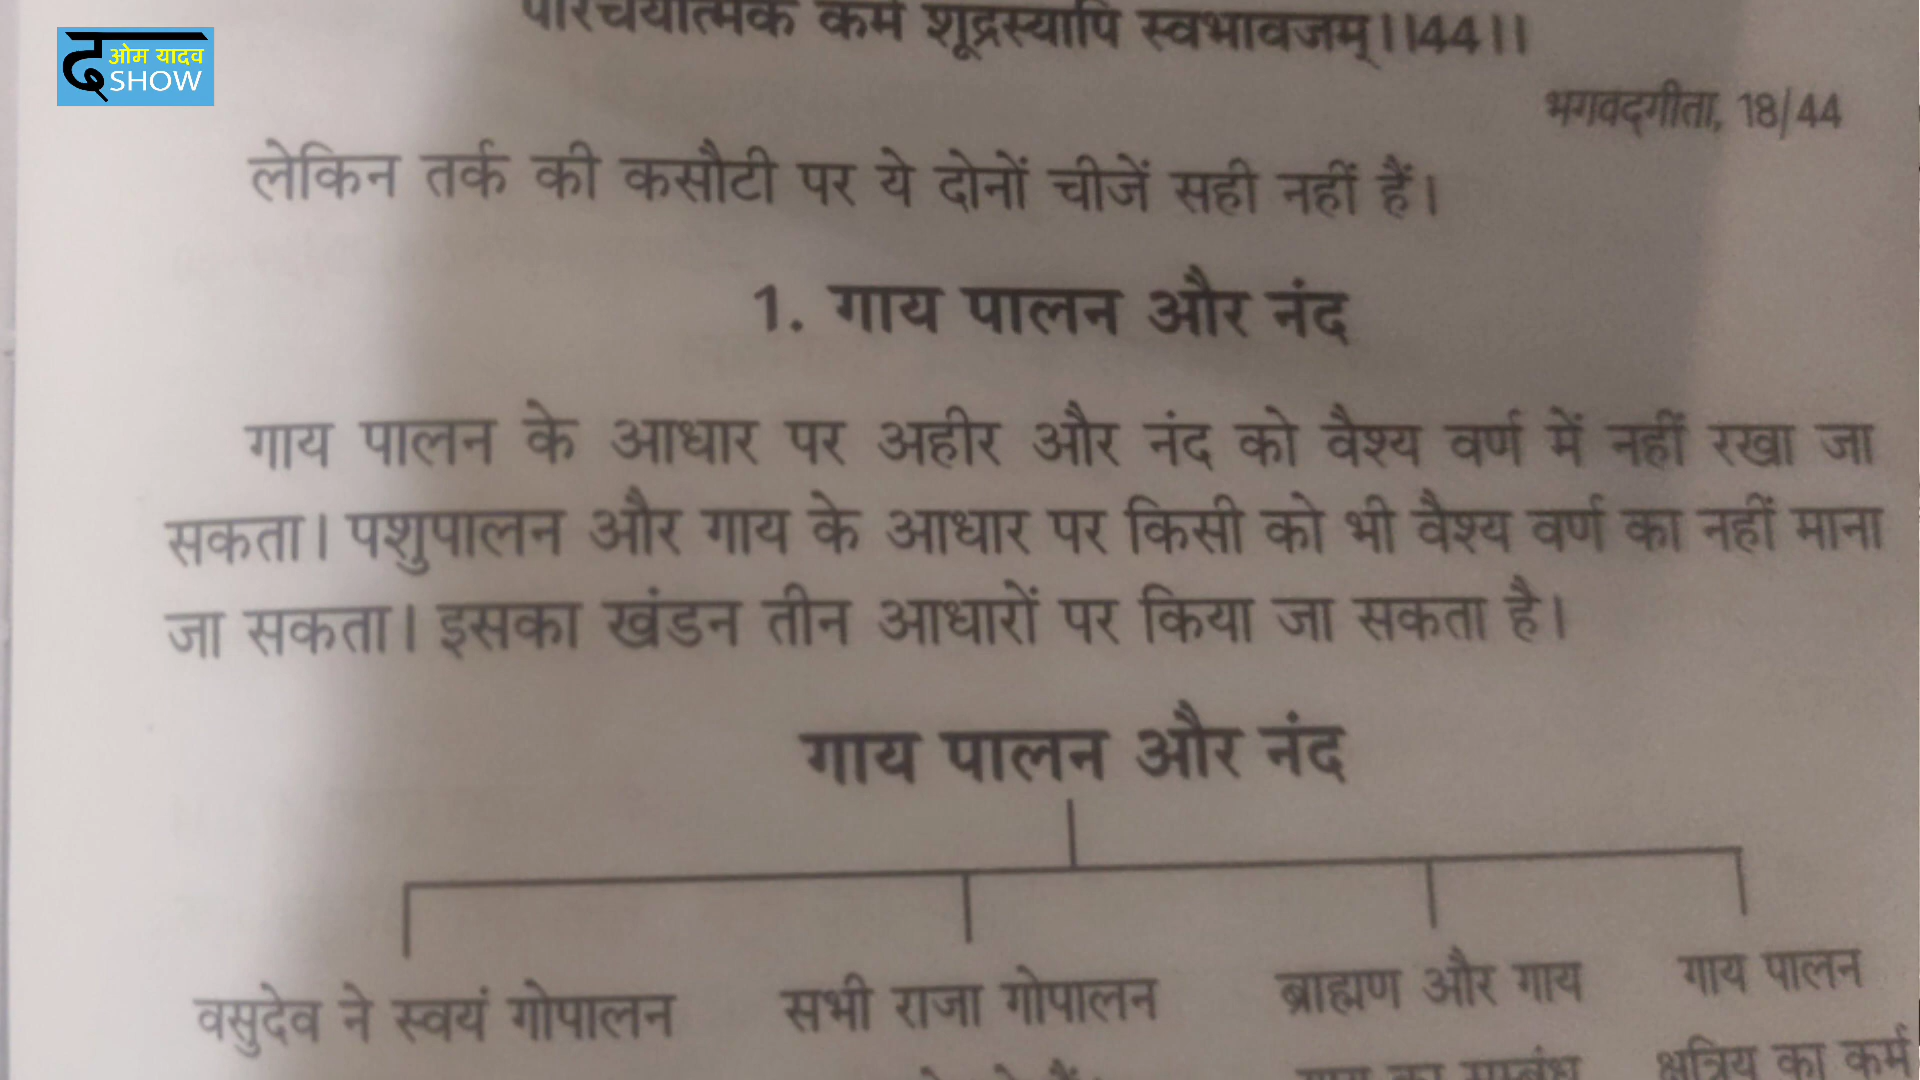 परिचर्यात्मकं कर्म शूद्रस्यापि स्वभावजम्।।44।।
द ओम यादव
SHOW
भगवद्गीता, 18/44
लेकिन तर्क की कसौटी पर ये दोनों चीजें सही नहीं हैं।
1. गाय पालन और नंद
गाय पालन के आधार पर अहीर और नंद को वैश्य वर्ण में नहीं रखा जा
सकता। पशुपालन और गाय के आधार पर किसी को भी वैश्य वर्ण का नहीं माना
जा सकता। इसका खंडन तीन आधारों पर किया जा सकता है।
गाय पालन और नंद
वसुदेव ने स्वयं गोपालन सभी राजा गोपालन ब्राह्मण और गाय गाय पालन
क्षत्रिय का कर्म